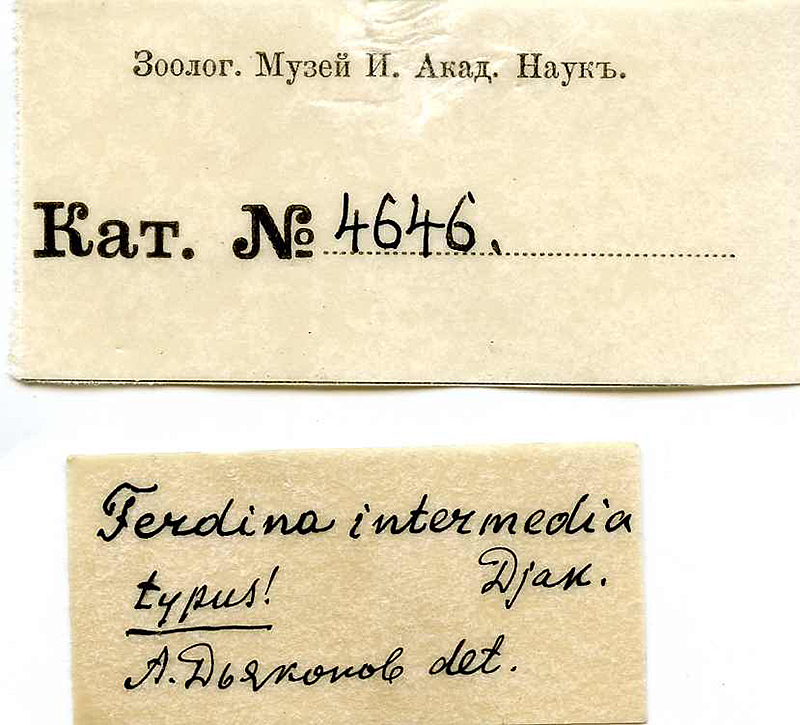 Зоолог. Музей И. Акад. Наукъ.
Кат. № 4646.
Ferdina intermedia
Djak.
typus!
А. Дьяконов det.